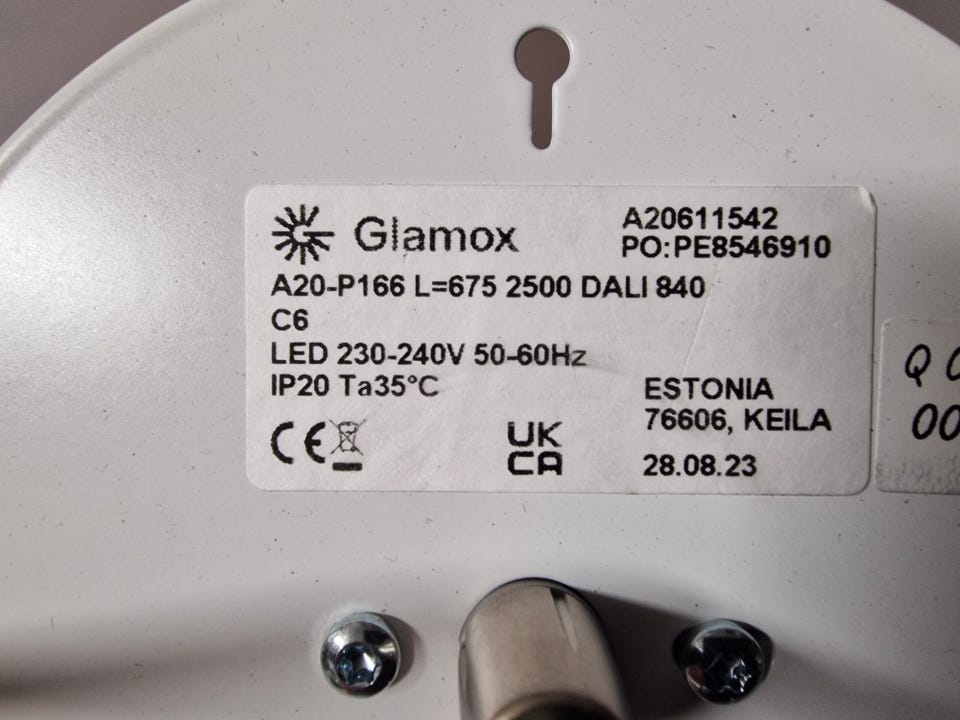 Glamox
A20611542
PO:PE8546910
A20-P166 L=675 2500 DALI 840
C6
LED 230-240V 50-60Hz
IP20 Ta35°C
ESTONIA
76606, KEILA
CE
UK
CA
28.08.23
Q
00